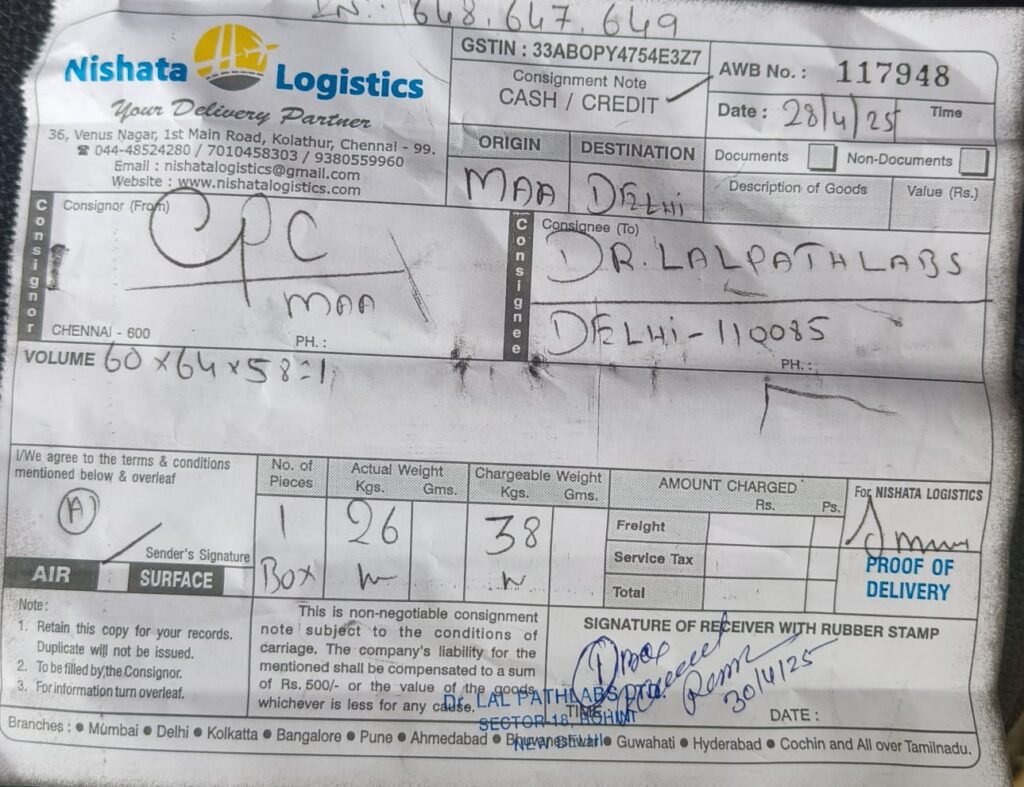 IN: 648, 647, 649
Nishata Logistics
Your Delivery Partner
36, Venus Nagar, 1st Main Road, Kolathur, Chennai - 99.
☎ 044-48524280 / 7010458303 / 9380559960
Email : nishatalogistics@gmail.com
Website : www.nishatalogistics.com
GSTIN : 33ABOPY4754E3Z7
Consignment Note
CASH / CREDIT
AWB No. : 117948
Date : 28/4/25 Time
ORIGIN DESTINATION
MAA DELHi
Documents Non-Documents
Description of Goods Value (Rs.)
Consignor
Consignor (From)
CPC
MAA
CHENNAI - 600 PH. :
Consignee
Consignee (To)
DR. LALPATHLABS
DELHi - 110085
PH. :
VOLUME 60 x 64 x 58 = 1
I/We agree to the terms & conditions
mentioned below & overleaf
A
Sender's Signature
AIR SURFACE
No. of Pieces
1
Box
Actual Weight
Kgs. Gms.
26
Chargeable Weight
Kgs. Gms.
38
AMOUNT CHARGED
Rs. Ps.
Freight
Service Tax
Total
For NISHATA LOGISTICS
PROOF OF
DELIVERY
Note:
1. Retain this copy for your records.
Duplicate will not be issued.
2. To be filled by the Consignor.
3. For information turn overleaf.
This is non-negotiable consignment
note subject to the conditions of
carriage. The company's liability for the
mentioned shall be compensated to a sum
of Rs. 500/- or the value of the goods
whichever is less for any cause.
SIGNATURE OF RECEIVER WITH RUBBER STAMP
30/4/25
Dr. LAL PATHLABS LTD.
SECTOR-18, ROHINI
NEW DELHI
TIME : DATE :
Branches : ● Mumbai ● Delhi ● Kolkatta ● Bangalore ● Pune ● Ahmedabad ● Bhuvaneshwar ● Guwahati ● Hyderabad ● Cochin and All over Tamilnadu.